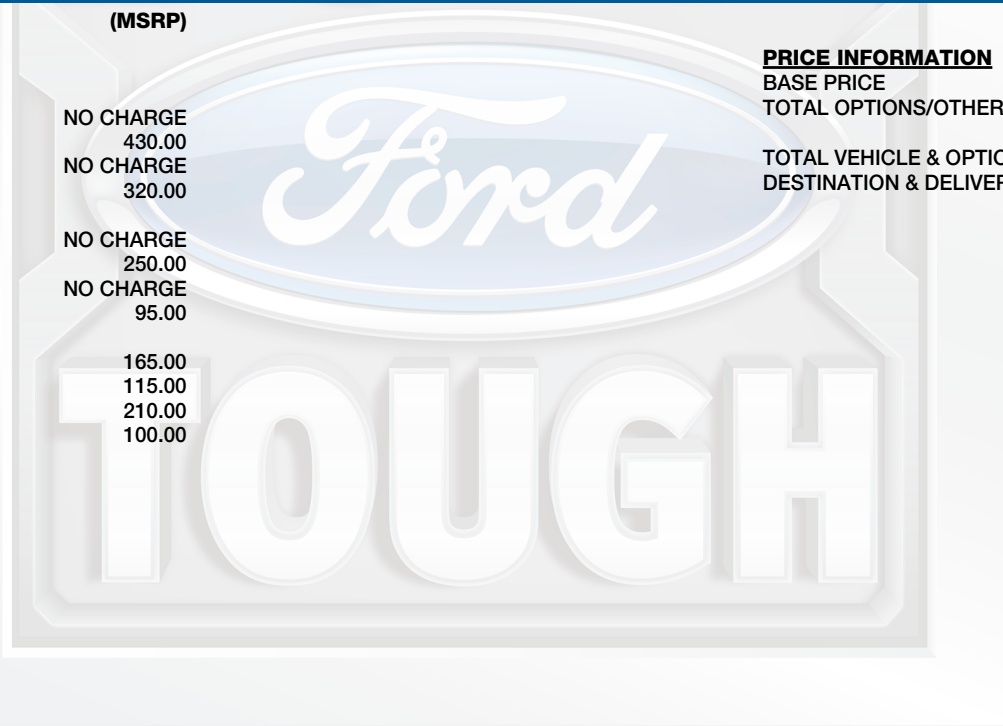 (MSRP)
NO CHARGE
430.00
NO CHARGE
320.00
NO CHARGE
250.00
NO CHARGE
95.00
165.00
115.00
210.00
100.00
PRICE INFORMATION
BASE PRICE
TOTAL OPTIONS/OTHER
TOTAL VEHICLE & OPTIO
DESTINATION & DELIVER
Ford
TOUGH